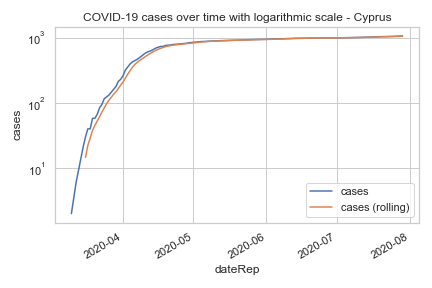 COVID-19 cases over time with logarithmic scale - Cyprus
10³
10²
10¹
cases
cases
cases (rolling)
2020-04
2020-05
2020-06
2020-07
2020-08
dateRep